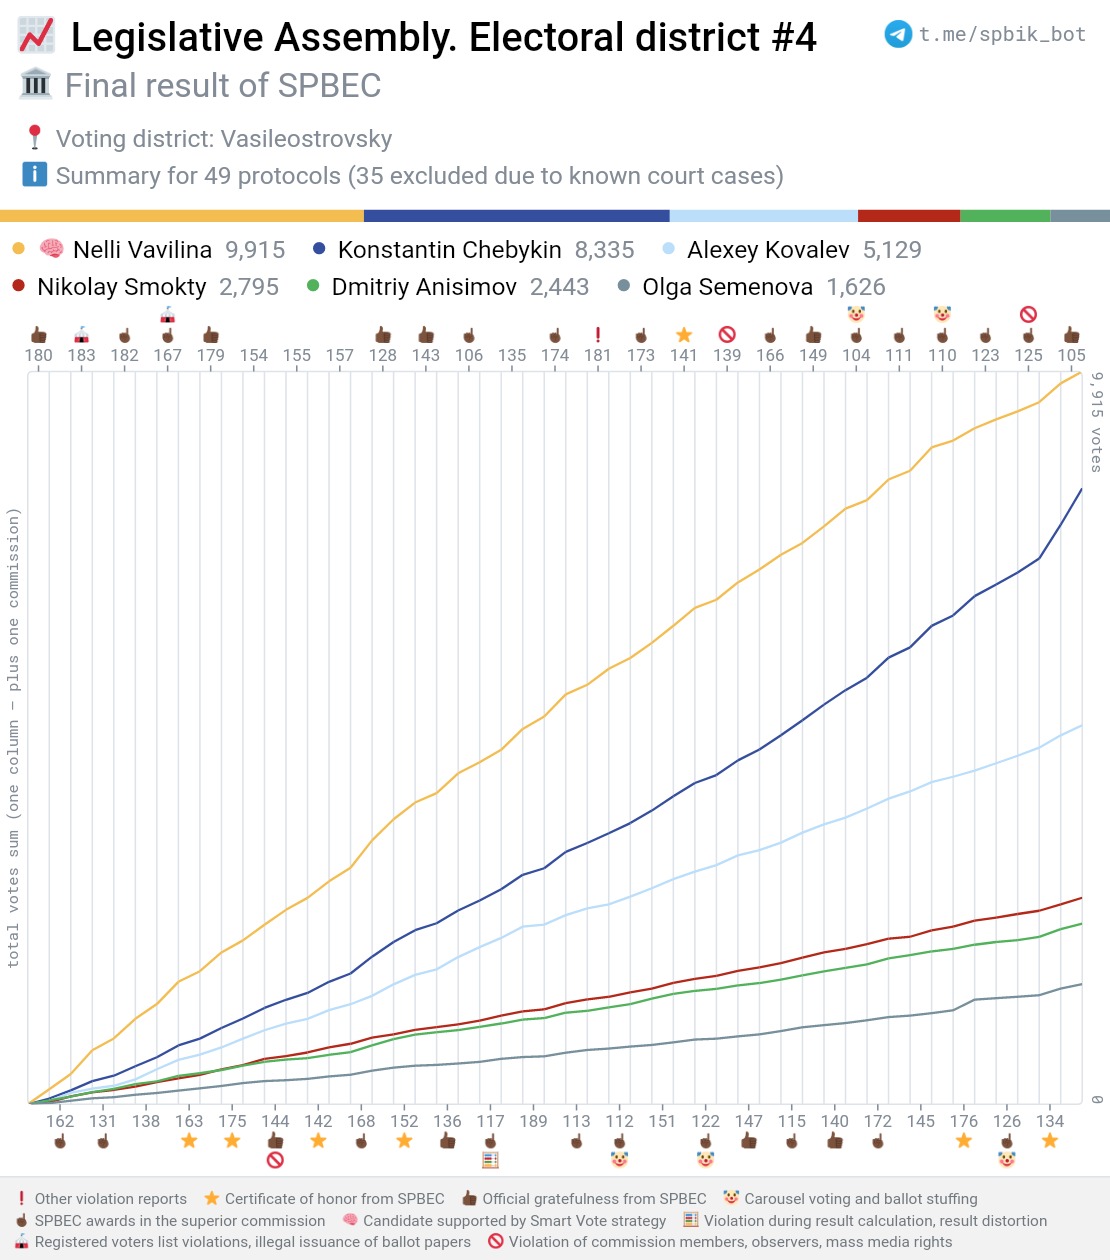 Legislative Assembly. Electoral district #4
t.me/spbik_bot
Final result of SPBEC
Voting district: Vasileostrovsky
Summary for 49 protocols (35 excluded due to known court cases)
Nelli Vavilina 9,915 Konstantin Chebykin 8,335 Alexey Kovalev 5,129
Nikolay Smokty 2,795 Dmitriy Anisimov 2,443 Olga Semenova 1,626
180 183 182 167 179 154 155 157 128 143 106 135 174 181 173 141 139 166 149 104 111 110 123 125 105
9,915 votes
total votes sum (one column – plus one commission)
0
162 131 138 163 175 144 142 168 152 136 117 189 113 112 151 122 147 115 140 172 145 176 126 134
Other violation reports Certificate of honor from SPBEC Official gratefulness from SPBEC Carousel voting and ballot stuffing
SPBEC awards in the superior commission Candidate supported by Smart Vote strategy Violation during result calculation, result distortion
Registered voters list violations, illegal issuance of ballot papers Violation of commission members, observers, mass media rights